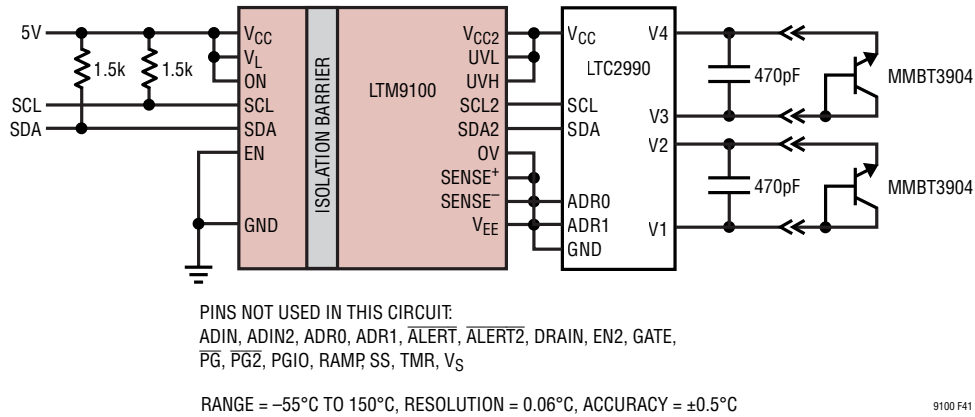 5V
1.5k
1.5k
SCL
SDA
VCC
VL
ON
SCL
SDA
EN
GND
ISOLATION BARRIER
LTM9100
VCC2
UVL
UVH
SCL2
SDA2
OV
SENSE+
SENSE–
VEE
VCC
LTC2990
SCL
SDA
ADR0
ADR1
GND
V4
V3
V2
V1
470pF
MMBT3904
470pF
MMBT3904
PINS NOT USED IN THIS CIRCUIT:
ADIN, ADIN2, ADR0, ADR1, ALERT, ALERT2, DRAIN, EN2, GATE,
PG, PG2, PGIO, RAMP, SS, TMR, VS
RANGE = –55°C TO 150°C, RESOLUTION = 0.06°C, ACCURACY = ±0.5°C
9100 F41